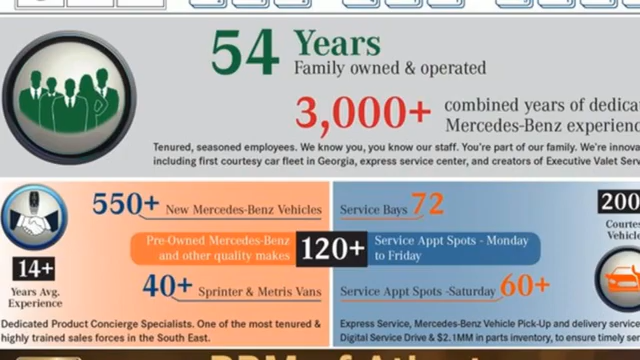 54 Years
Family owned & operated
3,000+ combined years of dedica
Mercedes-Benz experienc
Tenured, seasoned employees. We know you, you know our staff. You're part of our family. We're innova
including first courtesy car fleet in Georgia, express service center, and creators of Executive Valet Serv
550+ New Mercedes-Benz Vehicles
Pre-Owned Mercedes-Benz
and other quality makes
120+
40+ Sprinter & Metris Vans
14+
Years Avg.
Experience
Dedicated Product Concierge Specialists. One of the most tenured &
highly trained sales forces in the South East.
Service Bays 72
Service Appt Spots - Monday
to Friday
Service Appt Spots -Saturday 60+
200
Courtes
Vehicle
Express Service, Mercedes-Benz Vehicle Pick-Up and delivery service
Digital Service Drive & $2.1MM in parts inventory, to ensure timely se